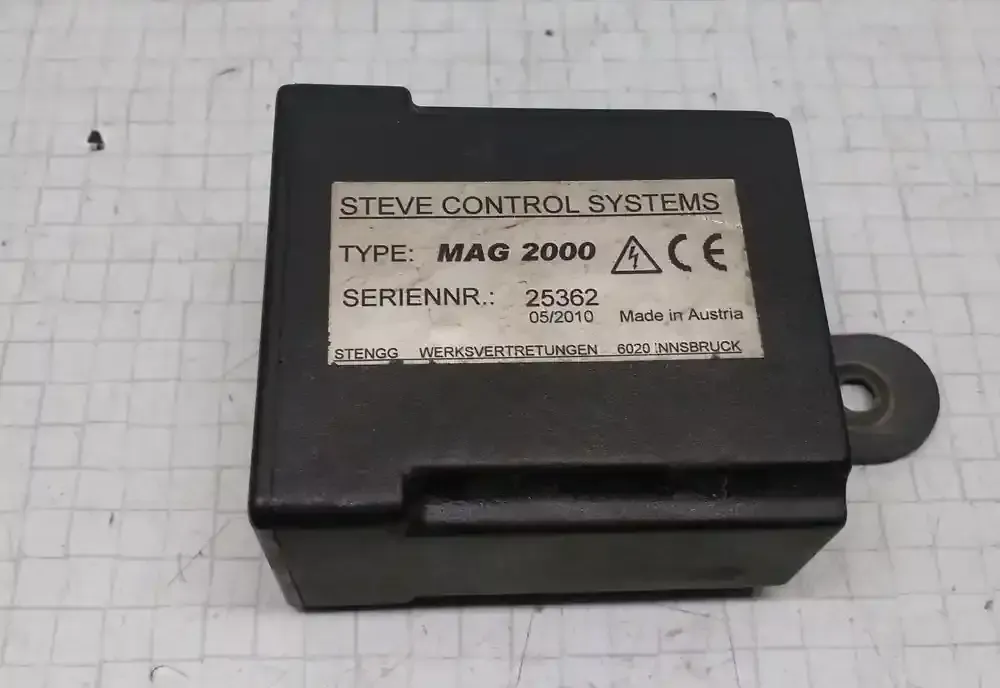 STEVE CONTROL SYSTEMS
TYPE: MAG 2000 CE
SERIENNR.: 25362
05/2010 Made in Austria
STENGG WERKSVERTRETUNGEN 6020 INNSBRUCK